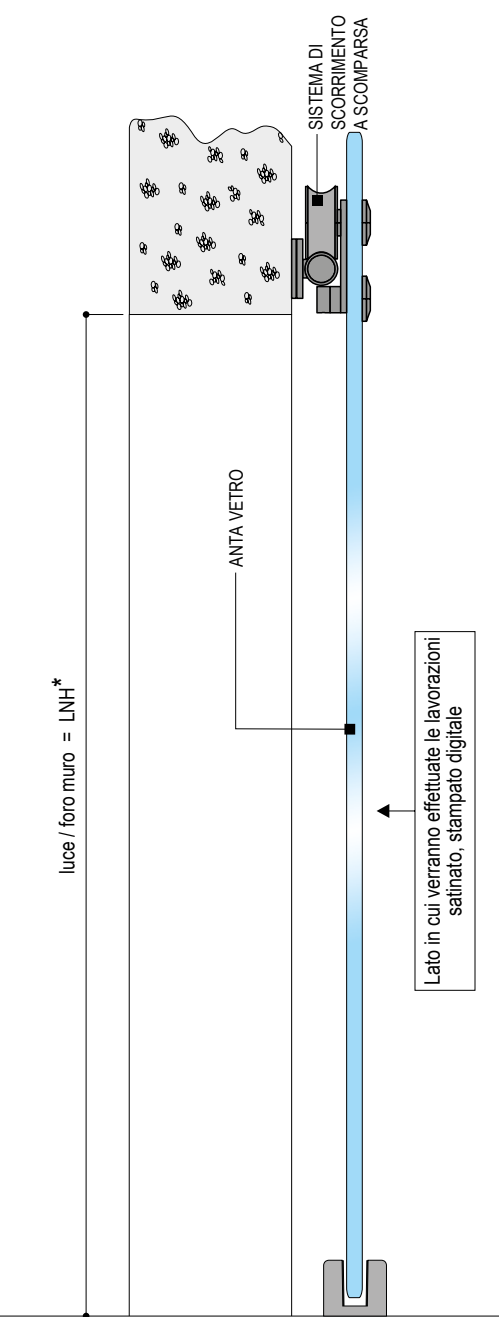 SISTEMA DI
SCORRIMENTO
A SCOMPARSA
ANTA VETRO
luce / foro muro = LNH*
Lato in cui verranno effettuate le lavorazioni
satinato, stampato digitale